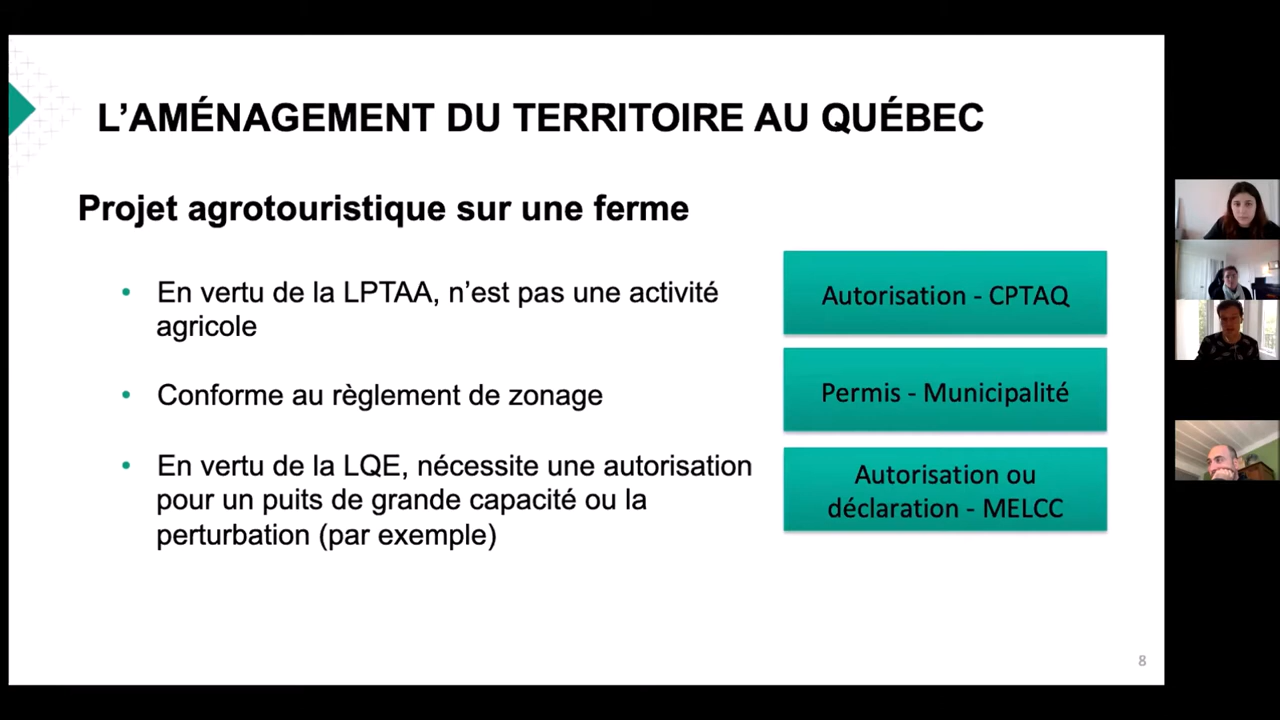 L’AMÉNAGEMENT DU TERRITOIRE AU QUÉBEC
Projet agrotouristique sur une ferme
• En vertu de la LPTAA, n’est pas une activité
agricole
Autorisation - CPTAQ
• Conforme au règlement de zonage
Permis - Municipalité
• En vertu de la LQE, nécessite une autorisation
pour un puits de grande capacité ou la
perturbation (par exemple)
Autorisation ou
déclaration - MELCC
8